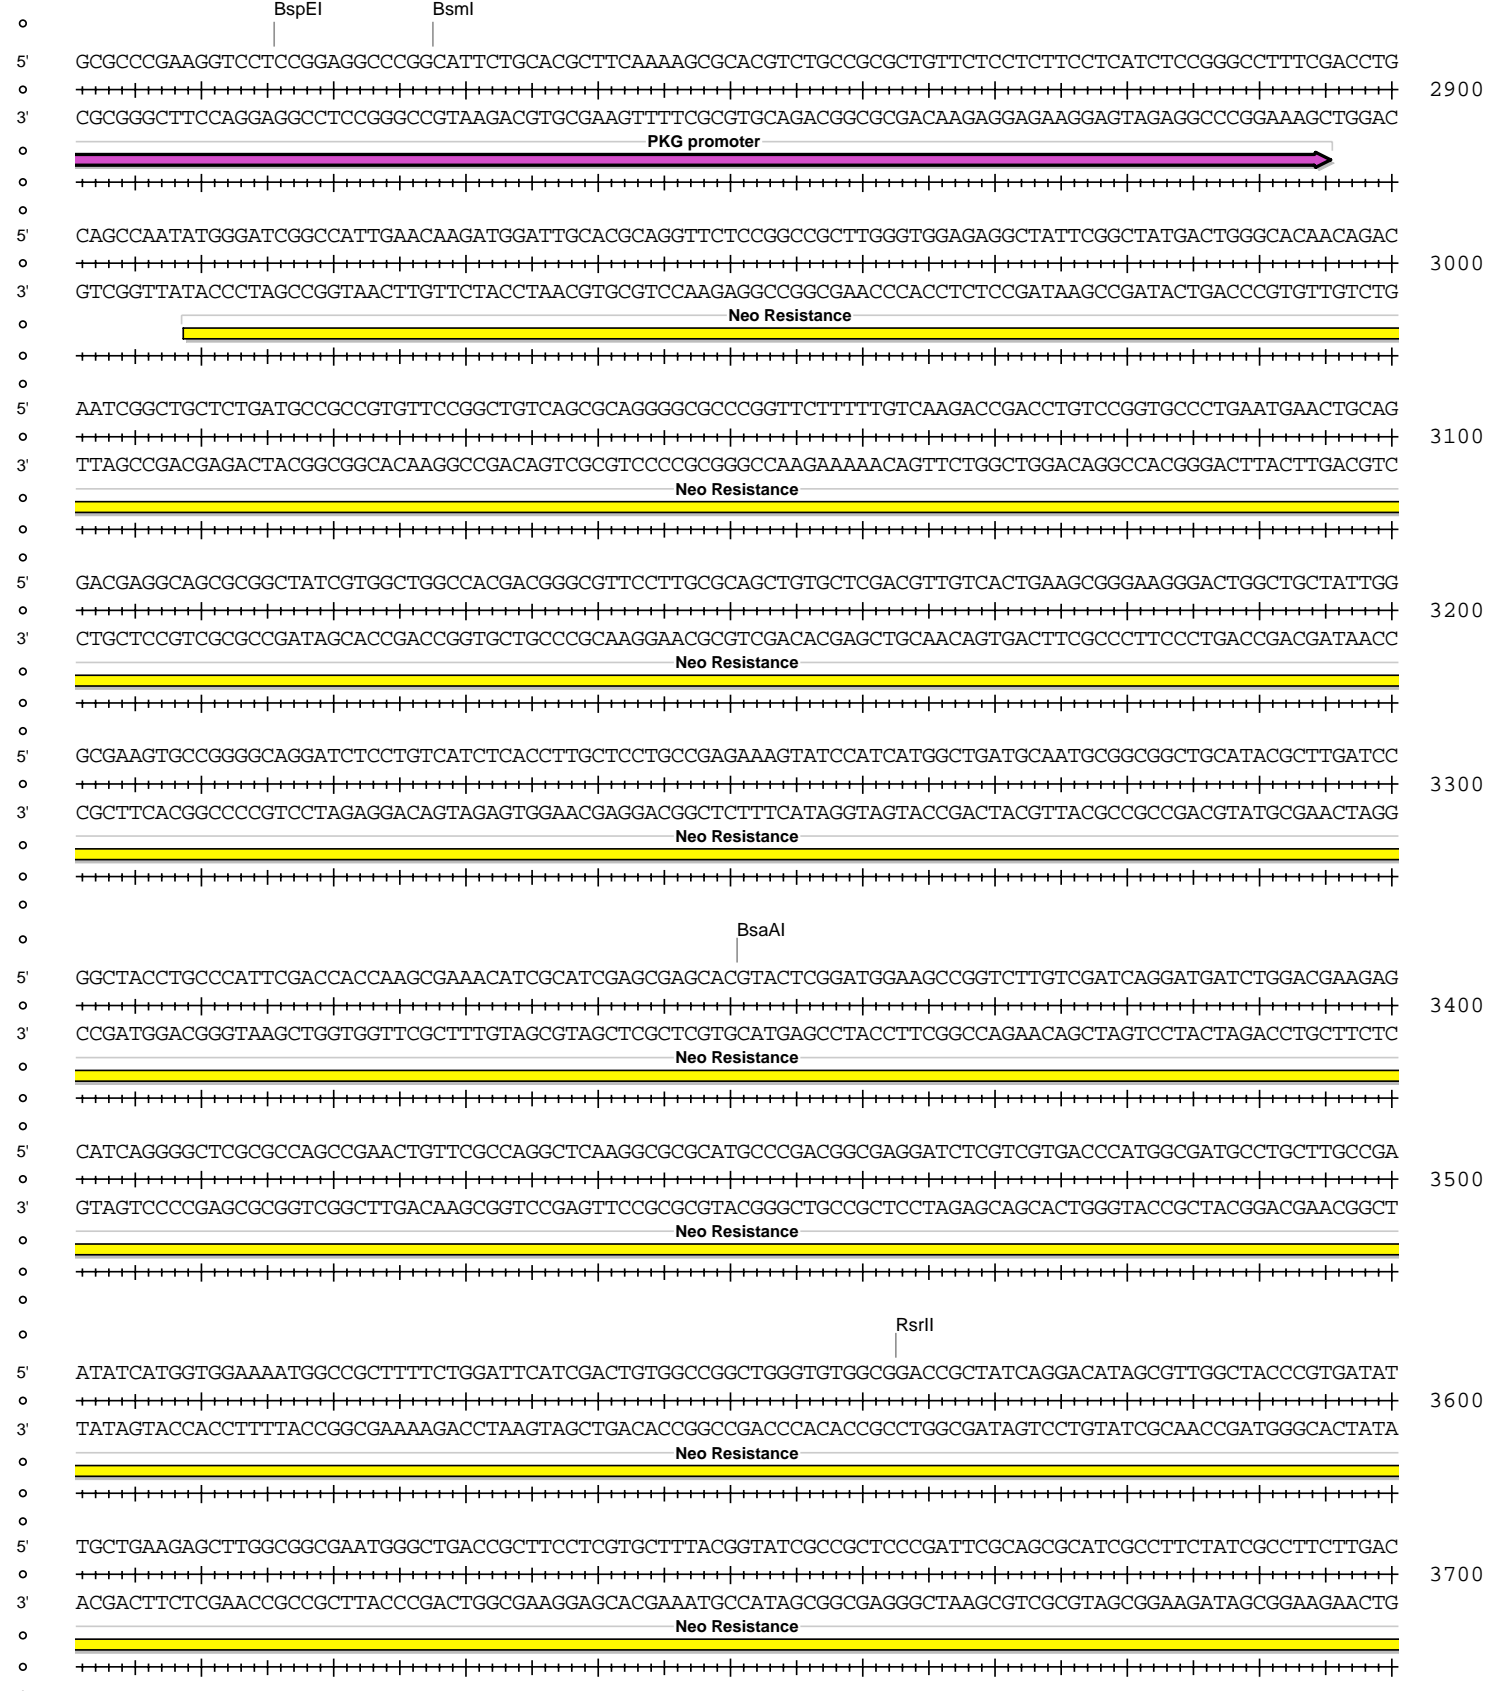 BspEI BsmI
5' GCGCCCGAAGGTCCTCCGGAGGCCCGGCATTCTGCACGCTTCAAAAGCGCACGTCTGCCGCGCTGTTCTCCTCTTCCTCATCTCCGGGCCTTTCGACCTG
2900
3' CGCGGGCTTCCAGGAGGCCTCCGGGCCGTAAGACGTGCGAAGTTTTCGCGTGCAGACGGCGCGACAAGAGGAGAAGGAGTAGAGGCCCGGAAAGCTGGAC
PKG promoter
5' CAGCCAATATGGGATCGGCCATTGAACAAGATGGATTGCACGCAGGTTCTCCGGCCGCTTGGGTGGAGAGGCTATTCGGCTATGACTGGGCACAACAGAC
3000
3' GTCGGTTATACCCTAGCCGGTAACTTGTTCTACCTAACGTGCGTCCAAGAGGCCGGCGAACCCACCTCTCCGATAAGCCGATACTGACCCGTGTTGTCTG
Neo Resistance
5' AATCGGCTGCTCTGATGCCGCCGTGTTCCGGCTGTCAGCGCAGGGGCGCCCGGTTCTTTTTGTCAAGACCGACCTGTCCGGTGCCCTGAATGAACTGCAG
3100
3' TTAGCCGACGAGACTACGGCGGCACAAGGCCGACAGTCGCGTCCCCGCGGGCCAAGAAAAACAGTTCTGGCTGGACAGGCCACGGGACTTACTTGACGTC
Neo Resistance
5' GACGAGGCAGCGCGGCTATCGTGGCTGGCCACGACGGGCGTTCCTTGCGCAGCTGTGCTCGACGTTGTCACTGAAGCGGGAAGGGACTGGCTGCTATTGG
3200
3' CTGCTCCGTCGCGCCGATAGCACCGACCGGTGCTGCCCGCAAGGAACGCGTCGACACGAGCTGCAACAGTGACTTCGCCCTTCCCTGACCGACGATAACC
Neo Resistance
5' GCGAAGTGCCGGGGCAGGATCTCCTGTCATCTCACCTTGCTCCTGCCGAGAAAGTATCCATCATGGCTGATGCAATGCGGCGGCTGCATACGCTTGATCC
3300
3' CGCTTCACGGCCCCGTCCTAGAGGACAGTAGAGTGGAACGAGGACGGCTCTTTCATAGGTAGTACCGACTACGTTACGCCGCCGACGTATGCGAACTAGG
Neo Resistance
BsaAI
5' GGCTACCTGCCCATTCGACCACCAAGCGAAACATCGCATCGAGCGAGCACGTACTCGGATGGAAGCCGGTCTTGTCGATCAGGATGATCTGGACGAAGAG
3400
3' CCGATGGACGGGTAAGCTGGTGGTTCGCTTTGTAGCGTAGCTCGCTCGTGCATGAGCCTACCTTCGGCCAGAACAGCTAGTCCTACTAGACCTGCTTCTC
Neo Resistance
5' CATCAGGGGCTCGCGCCAGCCGAACTGTTCGCCAGGCTCAAGGCGCGCATGCCCGACGGCGAGGATCTCGTCGTGACCCATGGCGATGCCTGCTTGCCGA
3500
3' GTAGTCCCCGAGCGCGGTCGGCTTGACAAGCGGTCCGAGTTCCGCGCGTACGGGCTGCCGCTCCTAGAGCAGCACTGGGTACCGCTACGGACGAACGGCT
Neo Resistance
RsrII
5' ATATCATGGTGGAAAATGGCCGCTTTTCTGGATTCATCGACTGTGGCCGGCTGGGTGTGGCGGACCGCTATCAGGACATAGCGTTGGCTACCCGTGATAT
3600
3' TATAGTACCACCTTTTACCGGCGAAAAGACCTAAGTAGCTGACACCGGCCGACCCACACCGCCTGGCGATAGTCCTGTATCGCAACCGATGGGCACTATA
Neo Resistance
5' TGCTGAAGAGCTTGGCGGCGAATGGGCTGACCGCTTCCTCGTGCTTTACGGTATCGCCGCTCCCGATTCGCAGCGCATCGCCTTCTATCGCCTTCTTGAC
3700
3' ACGACTTCTCGAACCGCCGCTTACCCGACTGGCGAAGGAGCACGAAATGCCATAGCGGCGAGGGCTAAGCGTCGCGTAGCGGAAGATAGCGGAAGAACTG
Neo Resistance